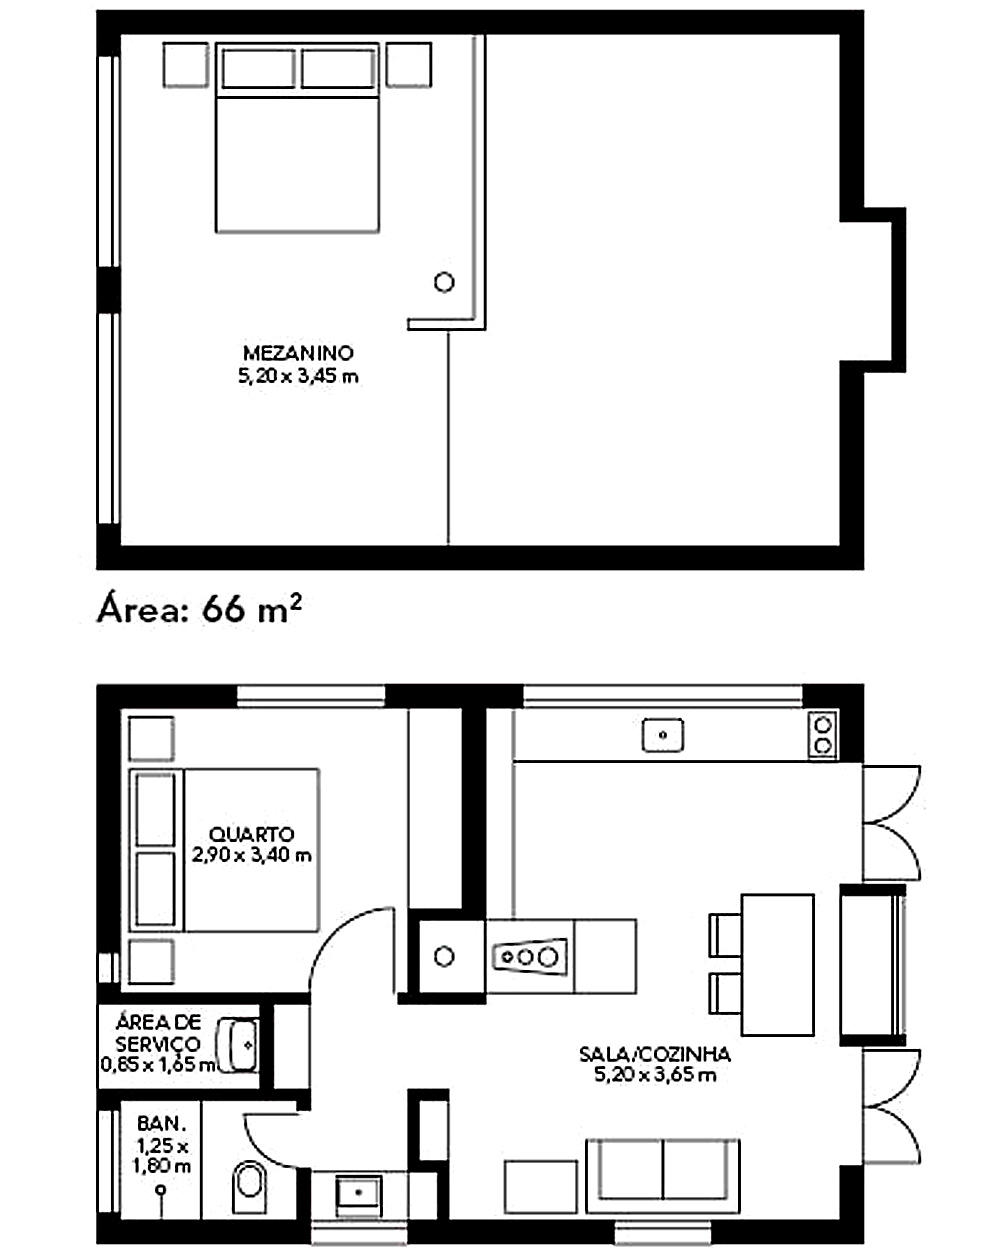 MEZANINO
5,20 x 3,45 m
Área: 66 m²
QUARTO
2,90 x 3,40 m
ÁREA DE
SERVIÇO
0,85 x 1,65 m
SALA/COZINHA
5,20 x 3,65 m
BAN.
1,25 x
1,80 m